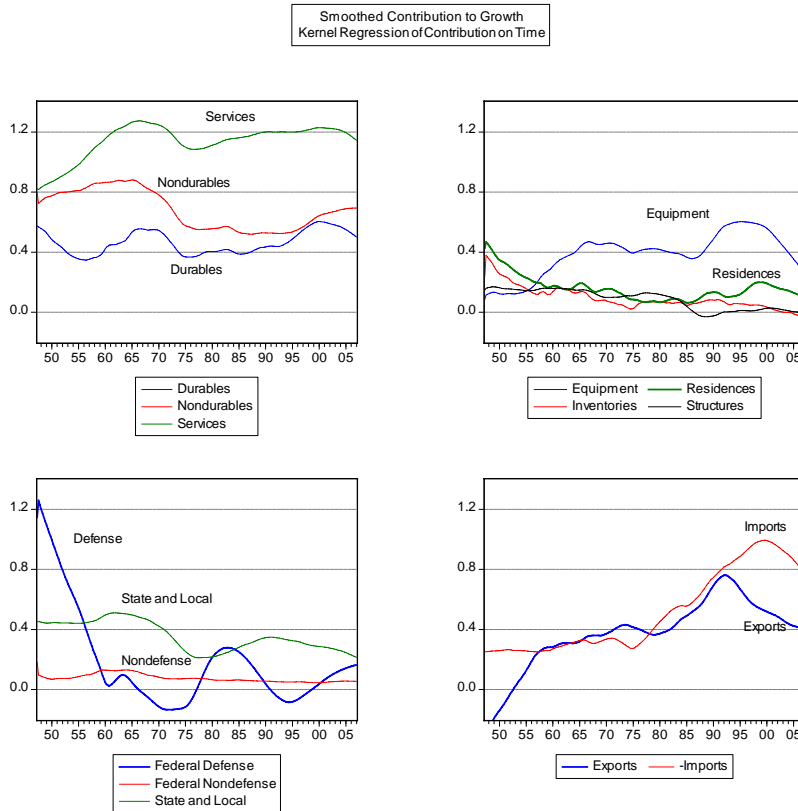 Smoothed Contribution to Growth
Kernel Regression of Contribution on Time
1.2
0.8
0.4
0.0
Services
Nondurables
Durables
50 55 60 65 70 75 80 85 90 95 00 05
Durables
Nondurables
Services
1.2
0.8
0.4
0.0
Equipment
Residences
50 55 60 65 70 75 80 85 90 95 00 05
Equipment Residences
Inventories Structures
1.2
0.8
0.4
0.0
Defense
State and Local
Nondefense
50 55 60 65 70 75 80 85 90 95 00 05
Federal Defense
Federal Nondefense
State and Local
1.2
0.8
0.4
0.0
Imports
Exports
50 55 60 65 70 75 80 85 90 95 00 05
Exports -Imports